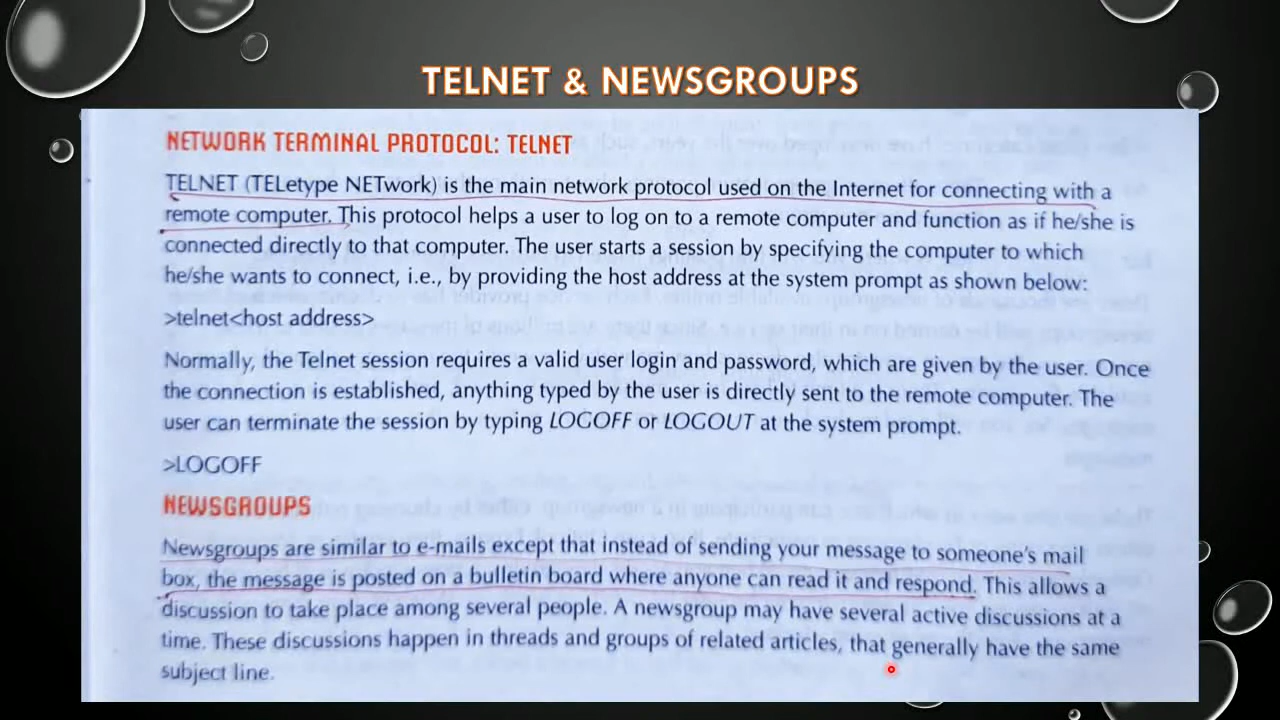 TELNET & NEWSGROUPS
NETWORK TERMINAL PROTOCOL: TELNET
TELNET (TELetype NETwork) is the main network protocol used on the Internet for connecting with a
remote computer. This protocol helps a user to log on to a remote computer and function as if he/she is
connected directly to that computer. The user starts a session by specifying the computer to which
he/she wants to connect, i.e., by providing the host address at the system prompt as shown below:
>telnet<host address>
Normally, the Telnet session requires a valid user login and password, which are given by the user. Once
the connection is established, anything typed by the user is directly sent to the remote computer. The
user can terminate the session by typing LOGOFF or LOGOUT at the system prompt.
>LOGOFF
NEWSGROUPS
Newsgroups are similar to e-mails except that instead of sending your message to someone's mail
box, the message is posted on a bulletin board where anyone can read it and respond. This allows a
discussion to take place among several people. A newsgroup may have several active discussions at a
time. These discussions happen in threads and groups of related articles, that generally have the same
subject line.